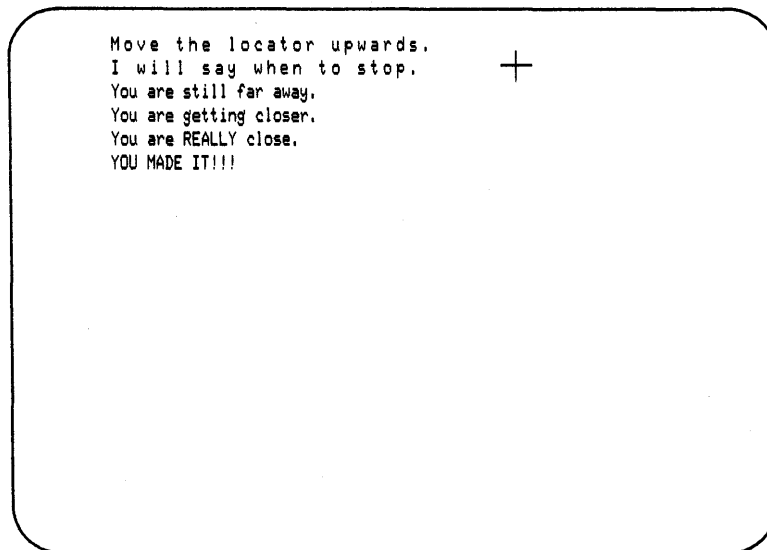 Move the locator upwards.
I will say when to stop.
You are still far away.
You are getting closer.
You are REALLY close.
YOU MADE IT!!!